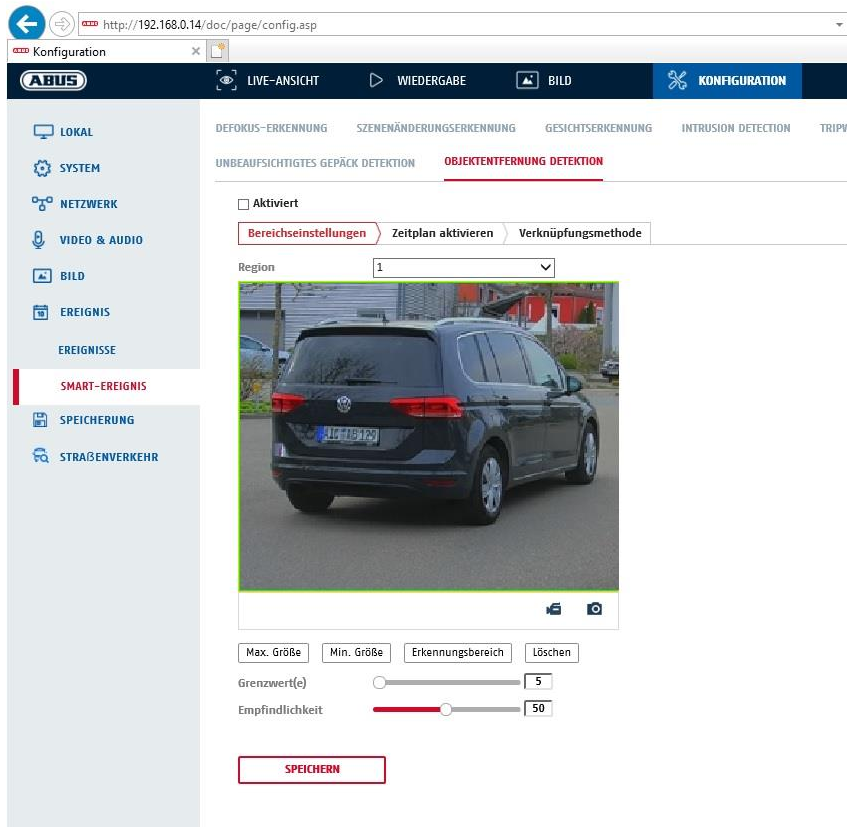 http://192.168.0.14/doc/page/config.asp
Konfiguration
ABUS LIVE-ANSICHT WIEDERGABE BILD KONFIGURATION
LOKAL
SYSTEM
NETZWERK
VIDEO & AUDIO
BILD
EREIGNIS
EREIGNISSE
SMART-EREIGNIS
SPEICHERUNG
STRAßENVERKEHR
DEFOKUS-ERKENNUNG SZENENÄNDERUNGSERKENNUNG GESICHTSERKENNUNG INTRUSION DETECTION
UNBEAUFSICHTIGTES GEPÄCK DETEKTION OBJEKTENTFERNUNG DETEKTION
Aktiviert
Bereichseinstellungen Zeitplan aktivieren Verknüpfungsmethode
Region 1
Max. Größe Min. Größe Erkennungsbereich Löschen
Grenzwert(e) 5
Empfindlichkeit 50
SPEICHERN